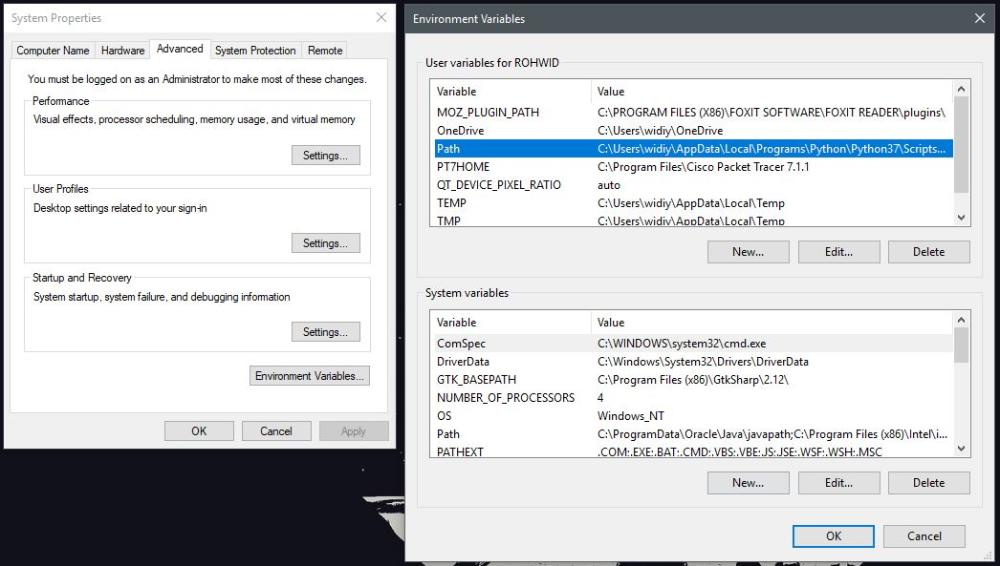 System Properties
Computer Name Hardware Advanced System Protection Remote
You must be logged on as an Administrator to make most of these changes.
Performance
Visual effects, processor scheduling, memory usage, and virtual memory
Settings...
User Profiles
Desktop settings related to your sign-in
Settings...
Startup and Recovery
System startup, system failure, and debugging information
Settings...
Environment Variables...
OK Cancel Apply
Environment Variables
User variables for ROHWID
Variable Value
MOZ_PLUGIN_PATH C:\PROGRAM FILES (X86)\FOXIT SOFTWARE\FOXIT READER\plugins\
OneDrive C:\Users\widiy\OneDrive
Path C:\Users\widiy\AppData\Local\Programs\Python\Python37\Scripts...
PT7HOME C:\Program Files\Cisco Packet Tracer 7.1.1
QT_DEVICE_PIXEL_RATIO auto
TEMP C:\Users\widiy\AppData\Local\Temp
TMP C:\Users\widiy\AppData\Local\Temp
New... Edit... Delete
System variables
Variable Value
ComSpec C:\WINDOWS\system32\cmd.exe
DriverData C:\Windows\System32\Drivers\DriverData
GTK_BASEPATH C:\Program Files (x86)\GtkSharp\2.12\
NUMBER_OF_PROCESSORS 4
OS Windows_NT
Path C:\ProgramData\Oracle\Java\javapath;C:\Program Files (x86)\Intel\i...
PATHEXT .COM;.EXE;.BAT;.CMD;.VBS;.VBE;.JS;.JSE;.WSF;.WSH;.MSC
New... Edit... Delete
OK Cancel